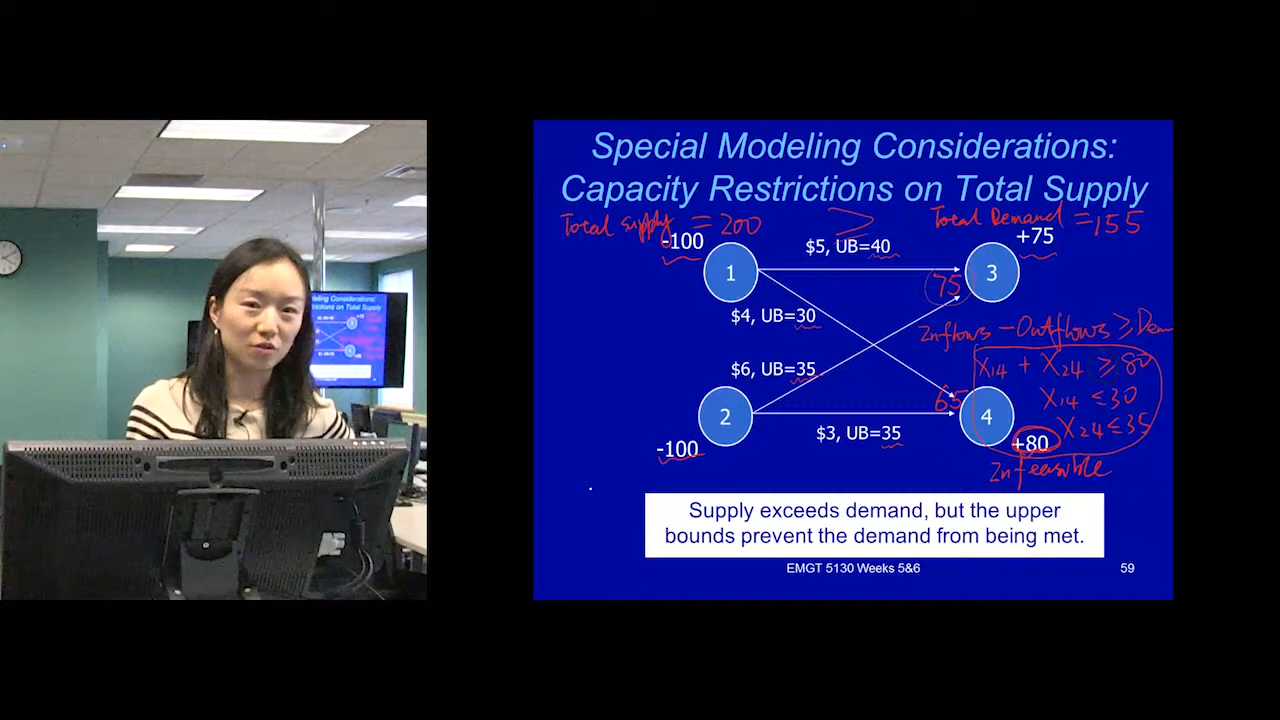 Special Modeling Considerations:
Capacity Restrictions on Total Supply
Total Supply = 200 > Total Demand = 155
-100
+75
1
$5, UB=40
3
75
$4, UB=30
Inflows - Outflows ≥ Dem
X14 + X24 ≥ 80
$6, UB=35
X14 ≤ 30
65
2
4
X24 ≤ 35
$3, UB=35
+80
-100
Infeasible
Supply exceeds demand, but the upper
bounds prevent the demand from being met.
EMGT 5130 Weeks 5&6
59